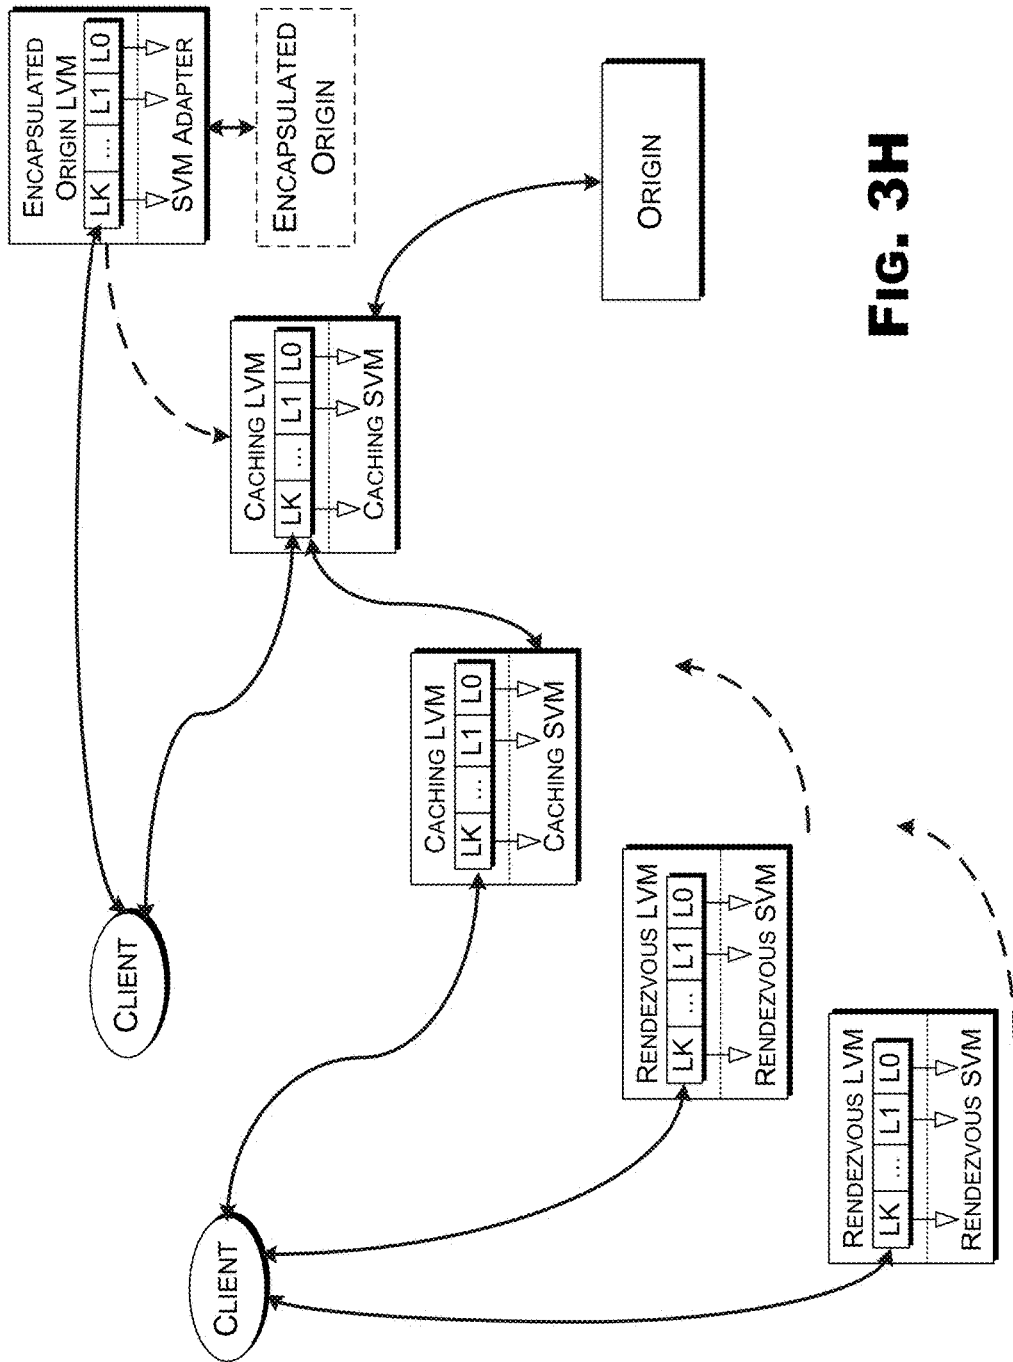 ENCAPSULATED
ORIGIN LVM
LK ... L1 L0
SVM ADAPTER
ENCAPSULATED
ORIGIN
CACHING LVM
LK ... L1 L0
CACHING SVM
ORIGIN
CLIENT
CACHING LVM
LK ... L1 L0
CACHING SVM
CLIENT
RENDEZVOUS LVM
LK ... L1 L0
RENDEZVOUS SVM
RENDEZVOUS LVM
LK ... L1 L0
RENDEZVOUS SVM
FIG. 3H